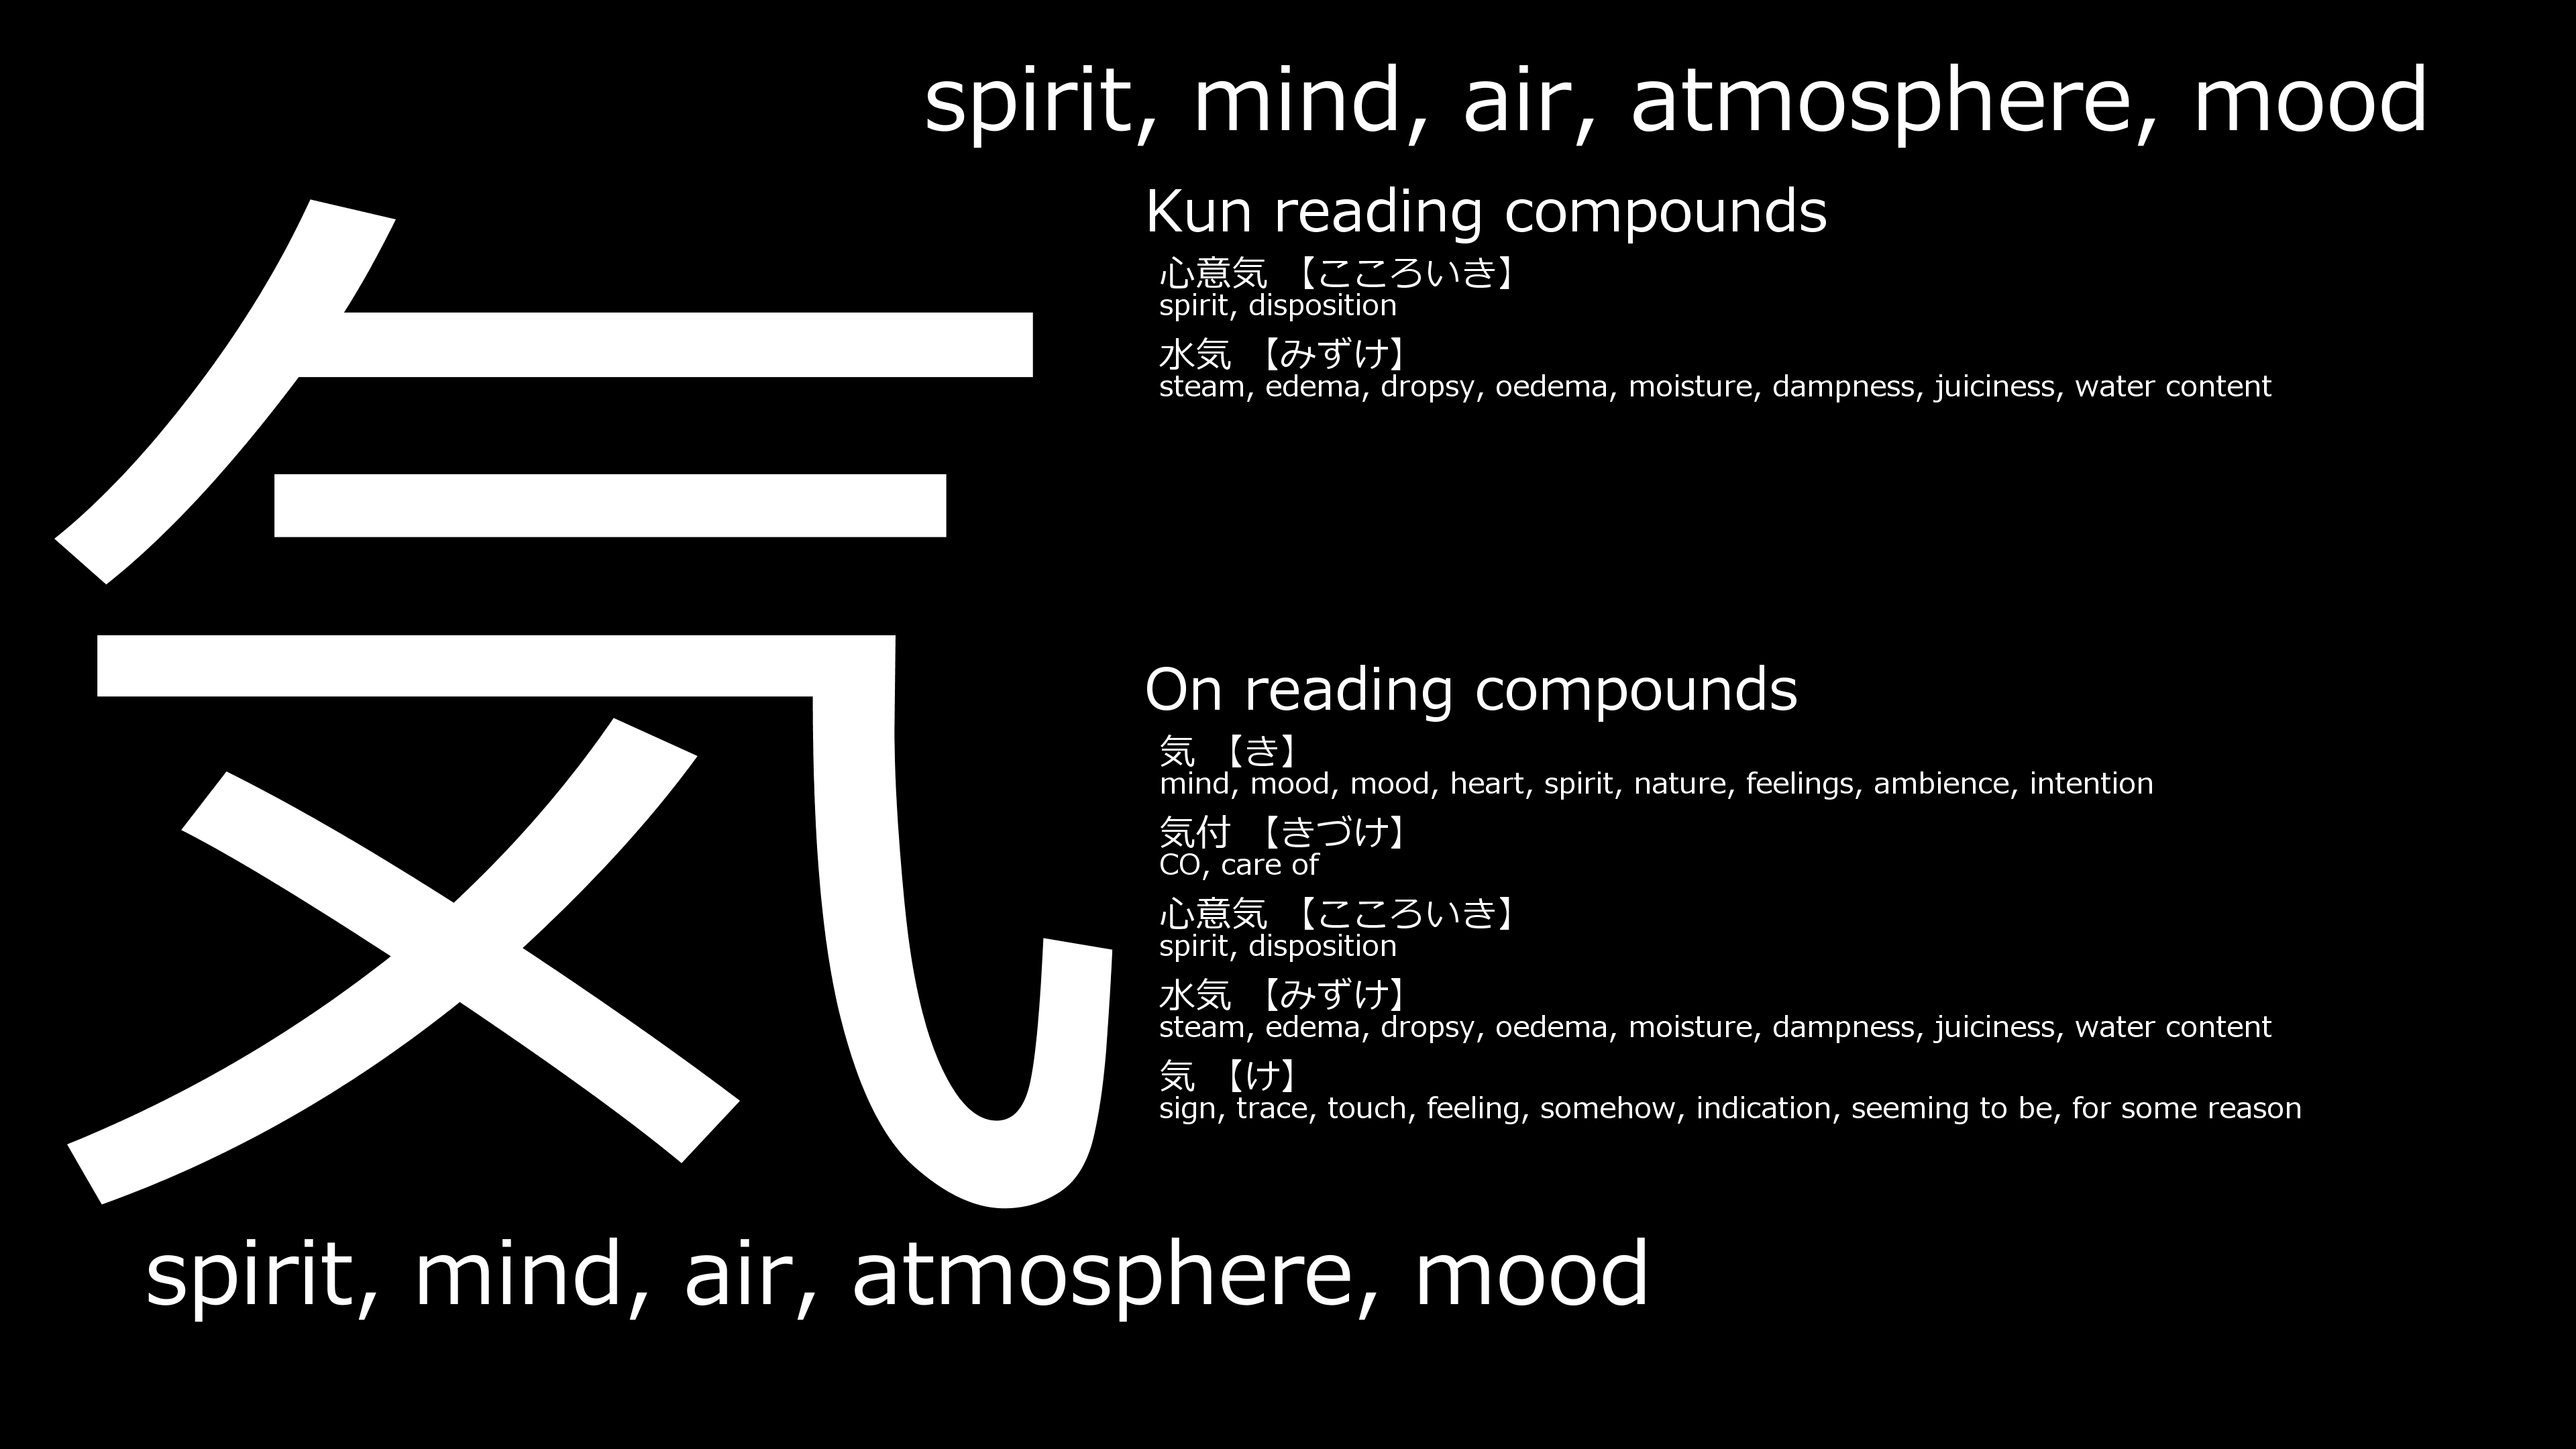 spirit, mind, air, atmosphere, mood
気
Kun reading compounds
心意気 【こころいき】
spirit, disposition
水気 【みずけ】
steam, edema, dropsy, oedema, moisture, dampness, juiciness, water content
On reading compounds
気 【き】
mind, mood, mood, heart, spirit, nature, feelings, ambience, intention
気付 【きづけ】
CO, care of
心意気 【こころいき】
spirit, disposition
水気 【みずけ】
steam, edema, dropsy, oedema, moisture, dampness, juiciness, water content
気 【け】
sign, trace, touch, feeling, somehow, indication, seeming to be, for some reason
spirit, mind, air, atmosphere, mood